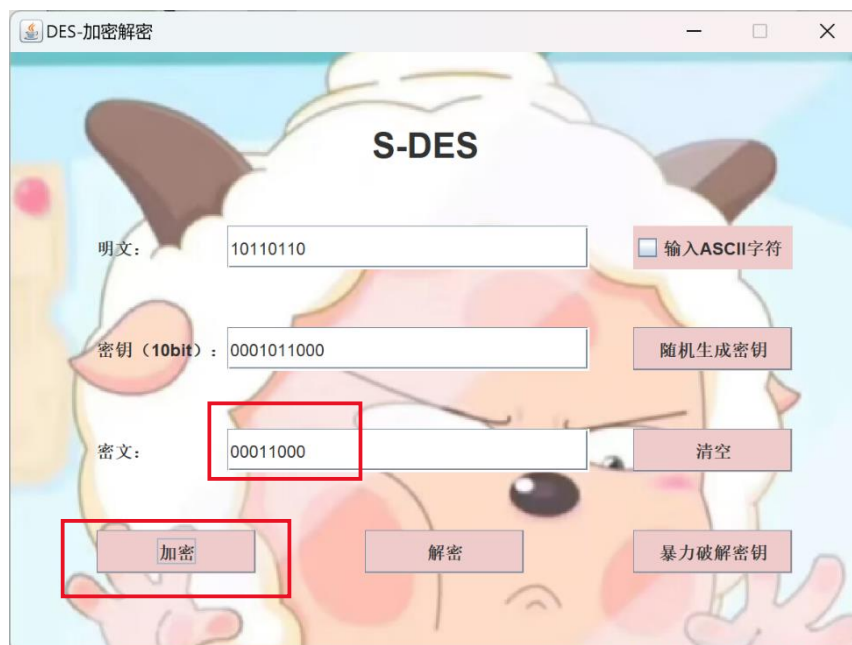 DES-加密解密
S-DES
明文：
10110110
输入ASCII字符
密钥（10bit）：
0001011000
随机生成密钥
密文：
00011000
清空
加密
解密
暴力破解密钥